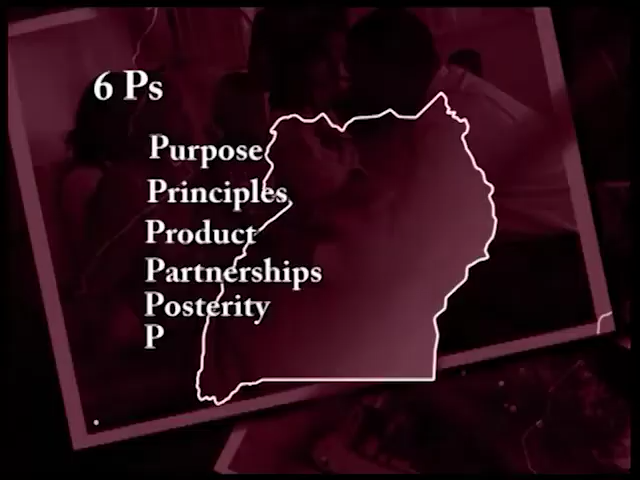 6 Ps
Purpose
Principles
Product
Partnerships
Posterity
P